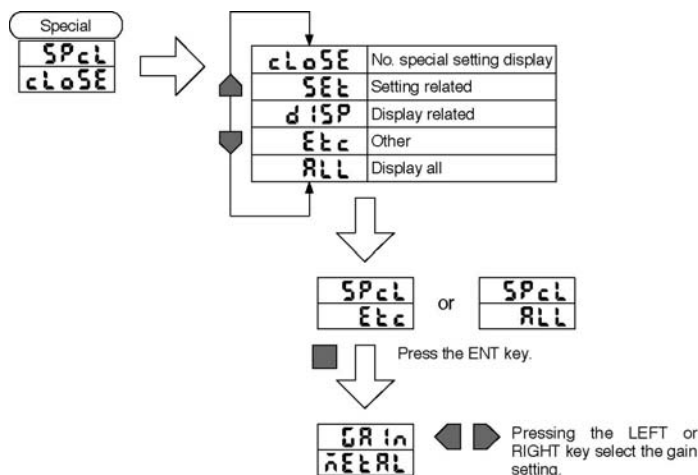 Special
SPcL
cLoSE
cLoSE No. special setting display
SEt Setting related
dISP Display related
Etc Other
ALL Display all
SPcL
Etc
or
SPcL
ALL
Press the ENT key.
GAIn
mEtAL
Pressing the LEFT or
RIGHT key select the gain
setting.